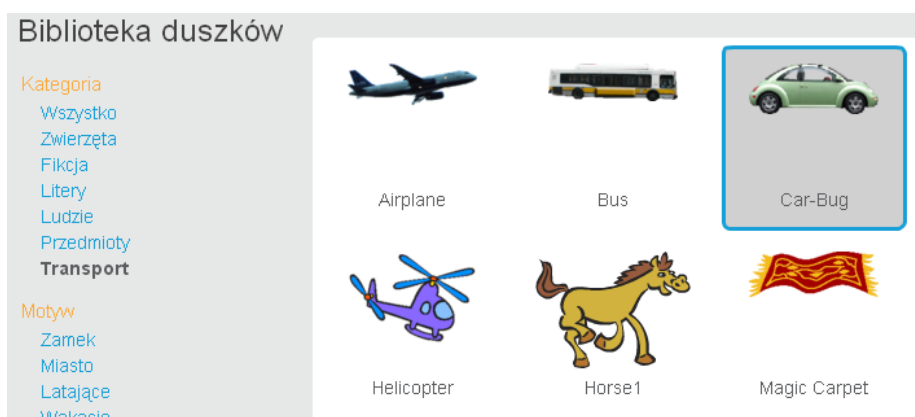 Biblioteka duszków
Kategoria
Wszystko
Zwierzęta
Fikcja
Litery
Ludzie
Przedmioty
Transport
Motyw
Zamek
Miasto
Latające
Wakacje
Airplane
Bus
Car-Bug
Helicopter
Horse1
Magic Carpet